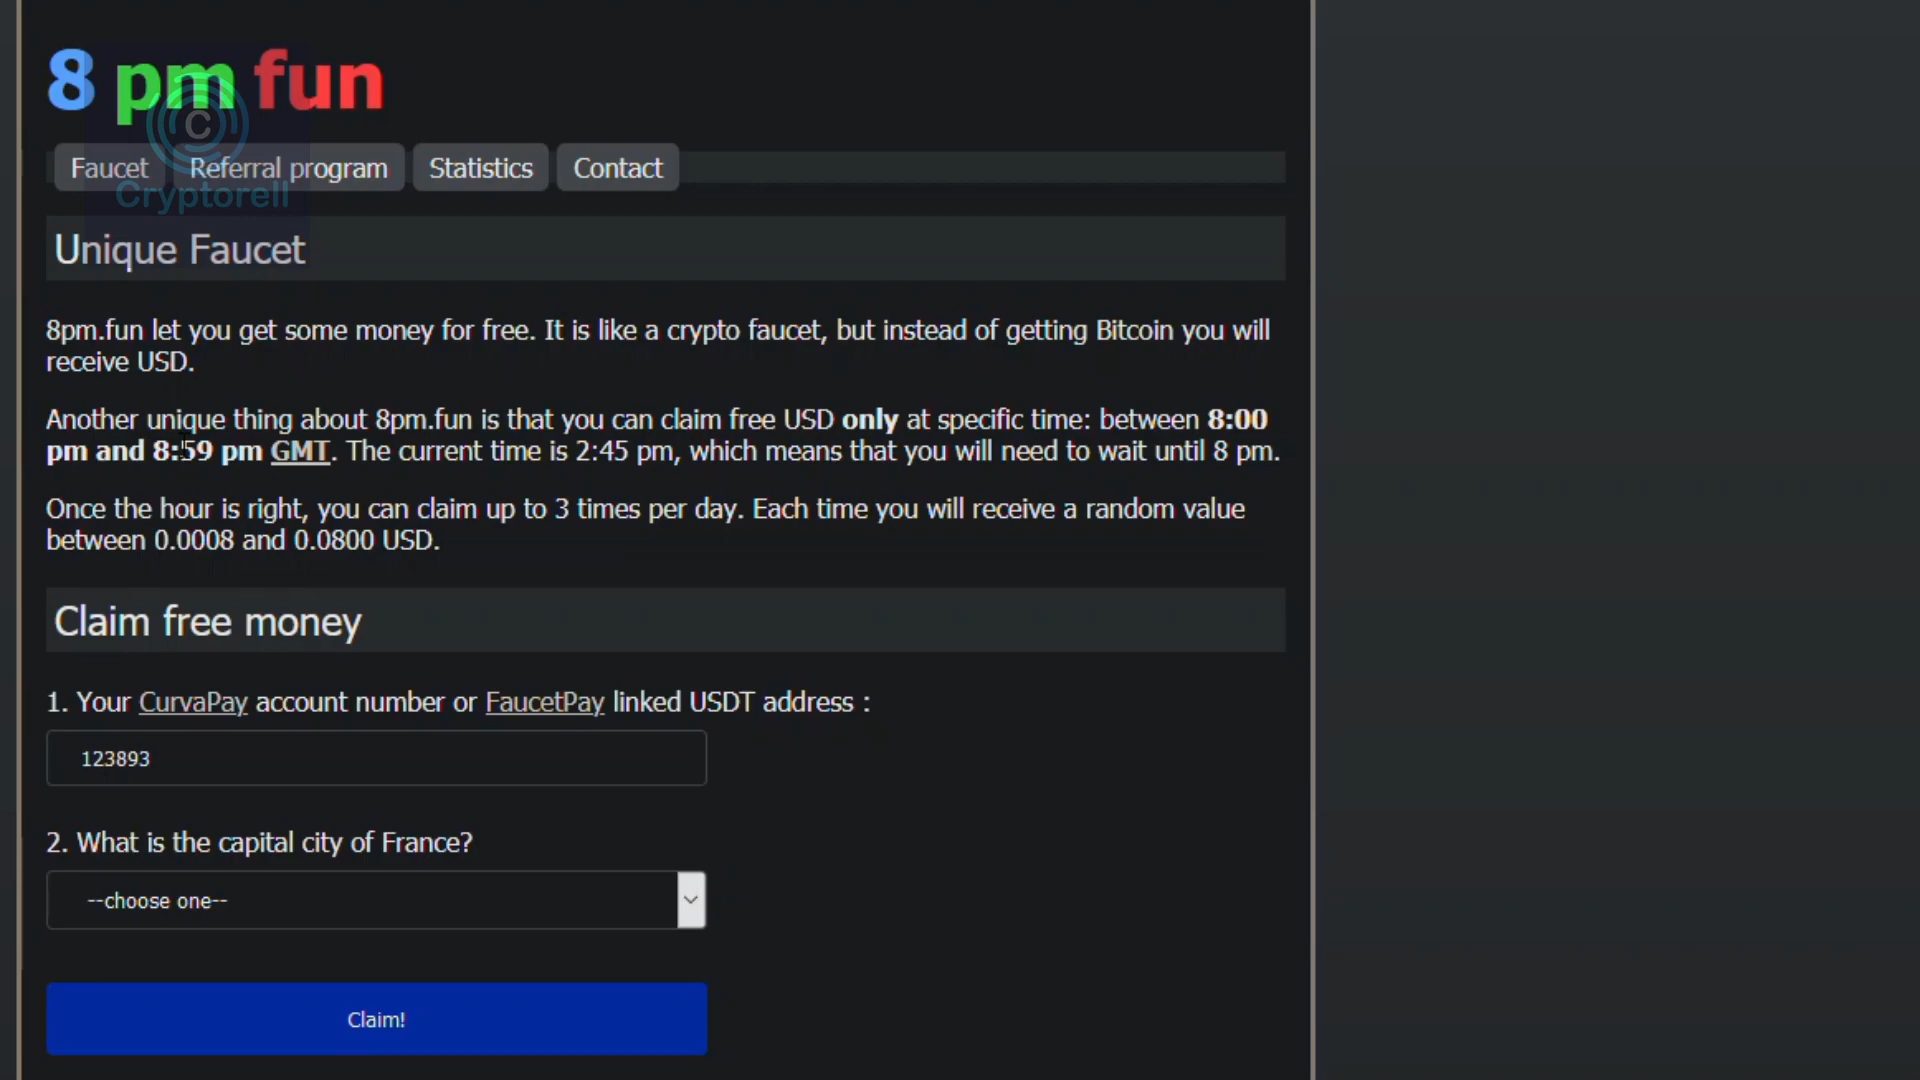 8 pm fun
Faucet Referral program Statistics Contact
C
Cryptorell
Unique Faucet
8pm.fun let you get some money for free. It is like a crypto faucet, but instead of getting Bitcoin you will
receive USD.
Another unique thing about 8pm.fun is that you can claim free USD only at specific time: between 8:00
pm and 8:59 pm GMT. The current time is 2:45 pm, which means that you will need to wait until 8 pm.
Once the hour is right, you can claim up to 3 times per day. Each time you will receive a random value
between 0.0008 and 0.0800 USD.
Claim free money
1. Your CurvaPay account number or FaucetPay linked USDT address :
123893
2. What is the capital city of France?
--choose one--
Claim!